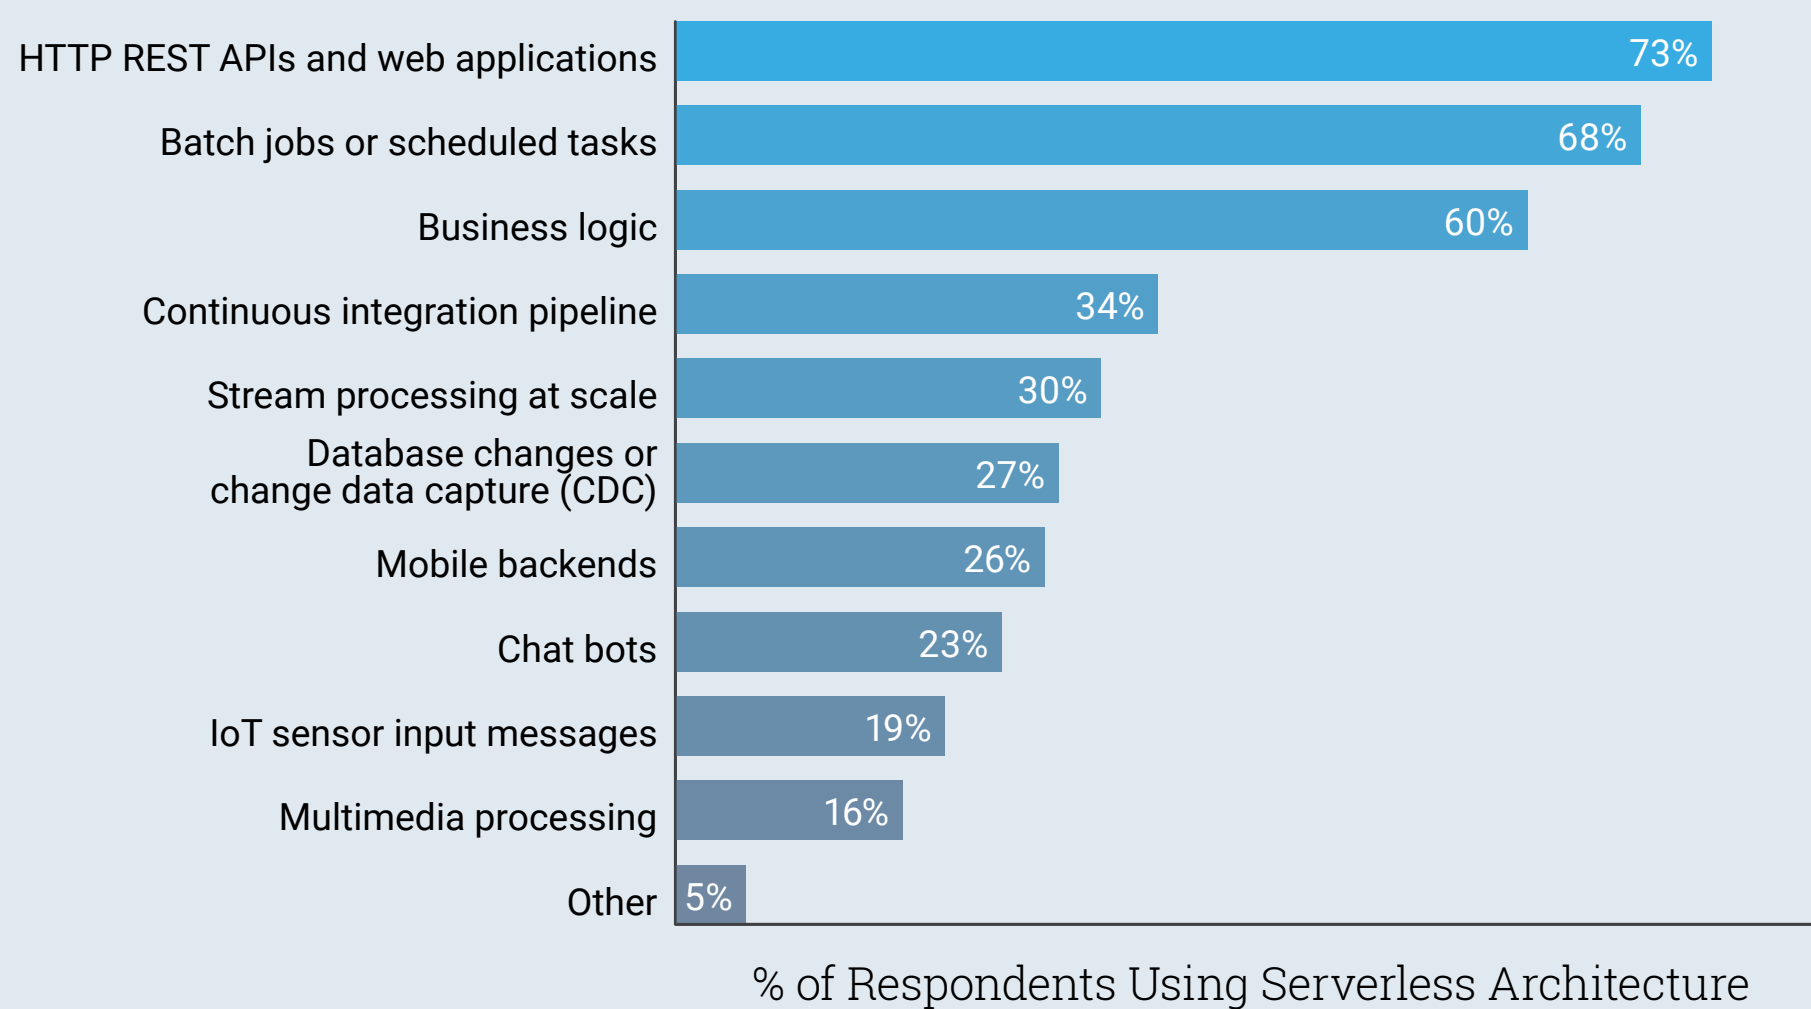 HTTP REST APIs and web applications 73%
Batch jobs or scheduled tasks 68%
Business logic 60%
Continuous integration pipeline 34%
Stream processing at scale 30%
Database changes or
change data capture (CDC) 27%
Mobile backends 26%
Chat bots 23%
IoT sensor input messages 19%
Multimedia processing 16%
Other 5%
% of Respondents Using Serverless Architecture